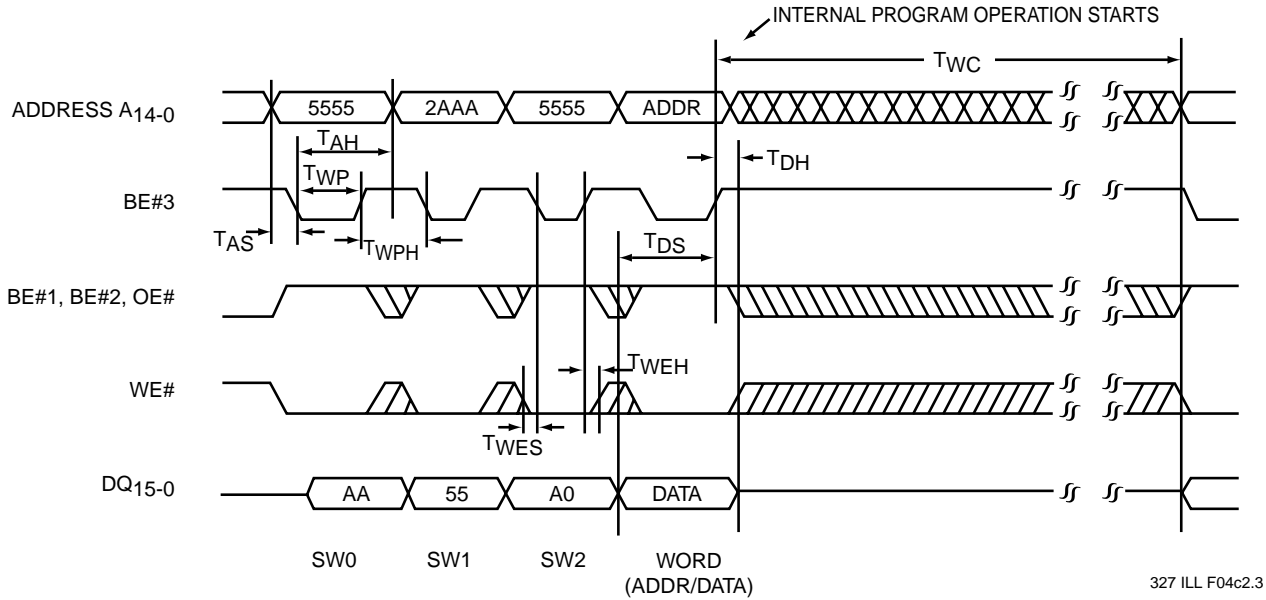 INTERNAL PROGRAM OPERATION STARTS
TWC
ADDRESS A14-0
5555
2AAA
5555
ADDR
TAH
TDH
TWP
BE#3
TAS
TWPH
TDS
BE#1, BE#2, OE#
TWEH
WE#
TWES
DQ15-0
AA
55
A0
DATA
SW0
SW1
SW2
WORD
(ADDR/DATA)
327 ILL F04c2.3